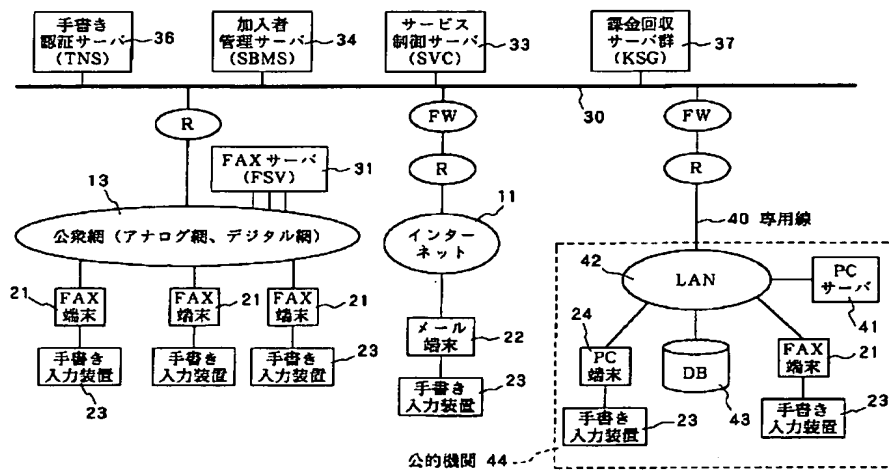 手書き
認証サーバ
(TNS)
36
加入者
管理サーバ
(SBMS)
34
サービス
制御サーバ
(SVC)
33
課金回収
サーバ群
(KSG)
37
30
R
FW
FW
FAXサーバ
(FSV)
31
R
R
13
11
公衆網(アナログ網、デジタル網)
インター
ネット
40 専用線
42
LAN
PC
サーバ
41
21
FAX
端末
FAX
端末
21
FAX
端末
21
メール
端末
22
24
PC
端末
DB
43
FAX
端末
21
手書き
入力装置
23
手書き
入力装置
手書き
入力装置
23
手書き
入力装置
23
手書き
入力装置
23
手書き
入力装置
23
公的機関 44